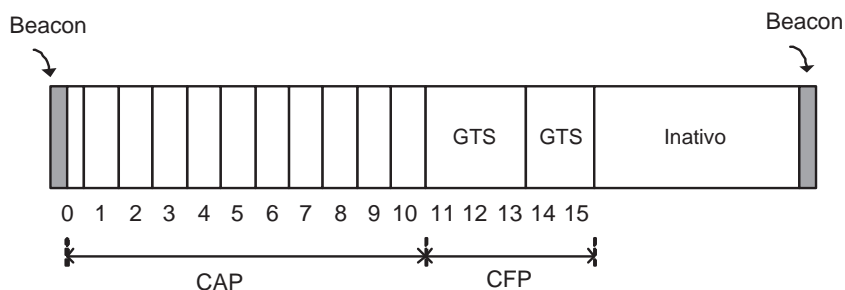 Beacon Beacon
GTS GTS Inativo
0 1 2 3 4 5 6 7 8 9 10 11 12 13 14 15
CAP CFP